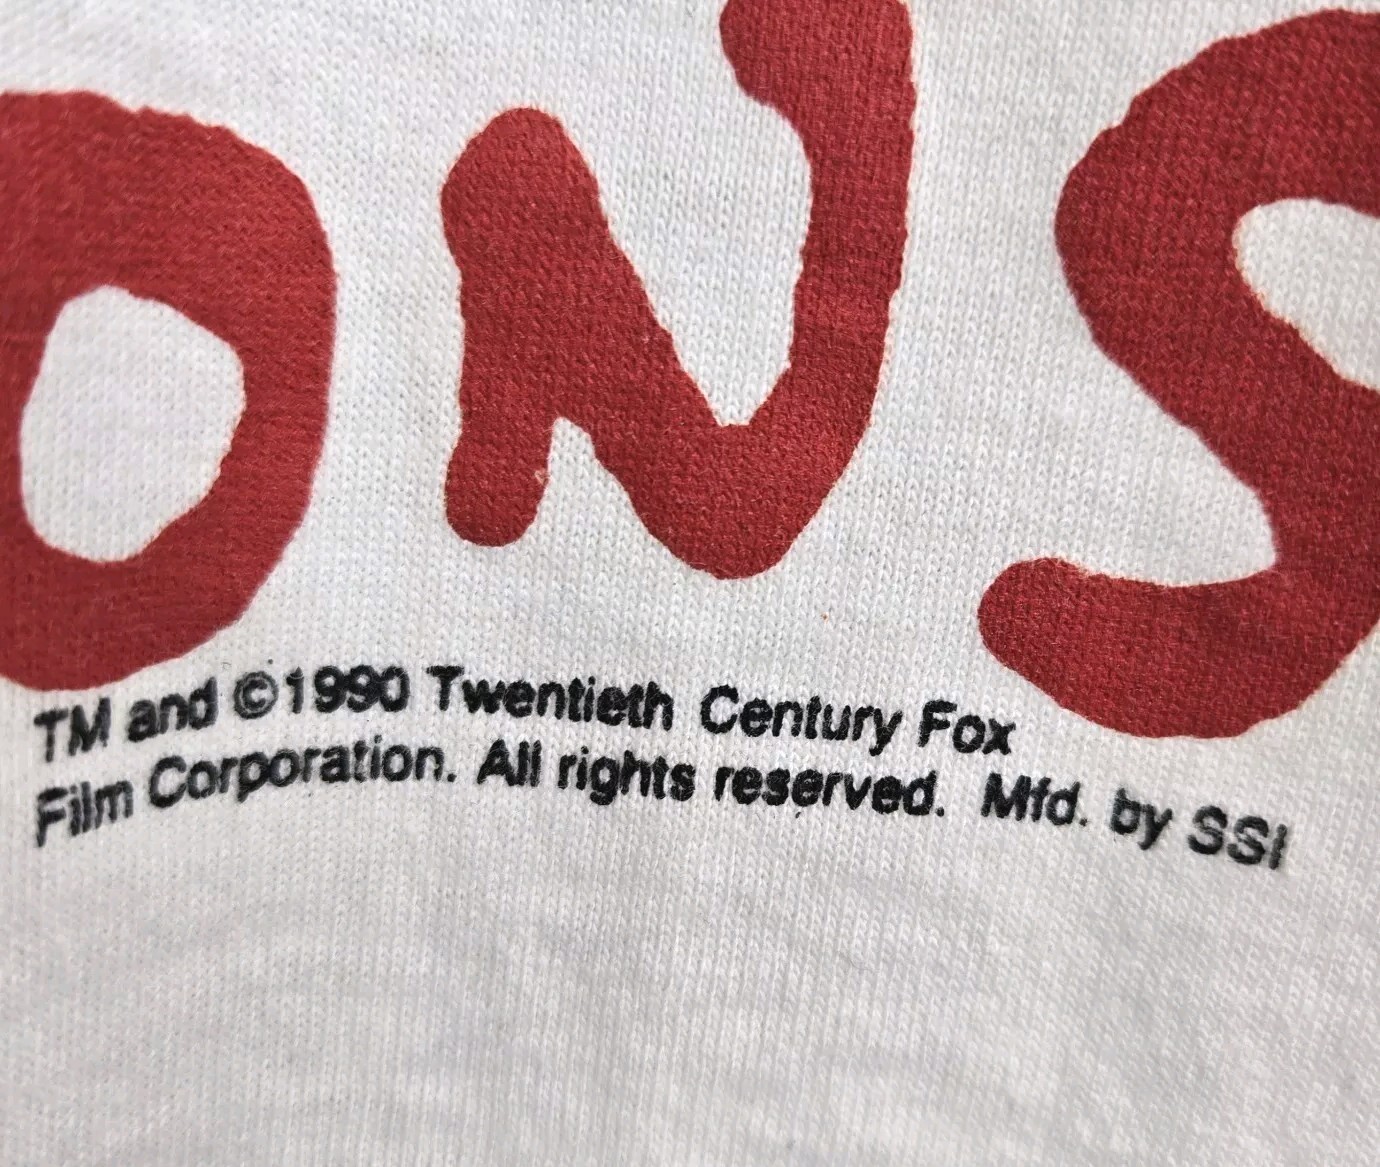 ONS
TM and ©1990 Twentieth Century Fox
Film Corporation. All rights reserved. Mfd. by SSI